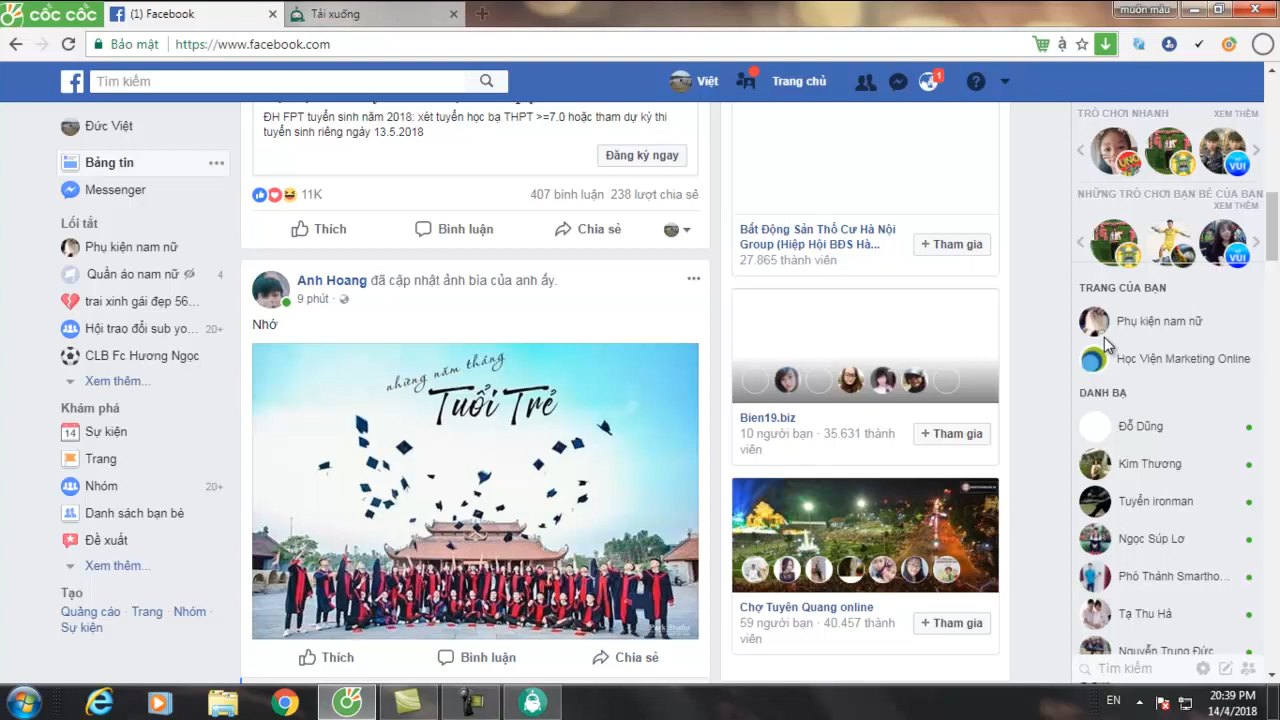 cốc cốc
(1) Facebook
Tải xuống
muôn màu
Bảo mật
https://www.facebook.com
Tìm kiếm
Việt
Trang chủ
1
Đức Việt
Bảng tin
Messenger
Lối tắt
Phụ kiện nam nữ
Quần áo nam nữ
4
trai xinh gái đẹp 56...
Hội trao đổi sub yo...
20+
CLB Fc Hương Ngọc
Xem thêm...
Khám phá
14
Sự kiện
Trang
Nhóm
20+
Danh sách bạn bè
Đề xuất
Xem thêm...
Tạo
Quảng cáo · Trang · Nhóm ·
Sự kiện
ĐH FPT tuyển sinh năm 2018: xét tuyển học bạ THPT >=7.0 hoặc tham dự kỳ thi
tuyển sinh riêng ngày 13.5.2018
Đăng ký ngay
11K
407 bình luận 238 lượt chia sẻ
Thích
Bình luận
Chia sẻ
Anh Hoang đã cập nhật ảnh bìa của anh ấy.
9 phút ·
Nhớ
những năm tháng
Tuổi Trẻ
Park Studio
Thích
Bình luận
Chia sẻ
Bất Động Sản Thổ Cư Hà Nội
Group (Hiệp Hội BĐS Hà...
27.865 thành viên
+ Tham gia
Bien19.biz
10 người bạn · 35.631 thành
viên
+ Tham gia
Chợ Tuyên Quang online
59 người bạn · 40.457 thành
viên
+ Tham gia
TRÒ CHƠI NHANH
XEM THÊM
UNO
VUI
NHỮNG TRÒ CHƠI BẠN BÈ CỦA BẠN
XEM THÊM
VUI
TRANG CỦA BẠN
Phụ kiện nam nữ
Học Viện Marketing Online
DANH BẠ
Đỗ Dũng
Kim Thương
Tuyển ironman
Ngọc Súp Lơ
Phô Thành Smartho...
Tạ Thu Hà
Nguyễn Trung Đức
Tìm kiếm
EN
20:39 PM
14/4/2018